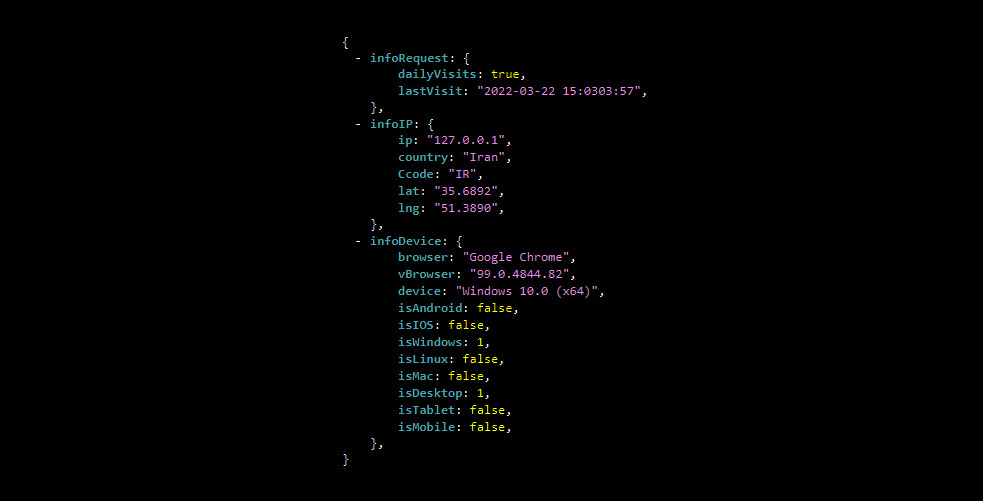 {
- infoRequest: {
dailyVisits: true,
lastVisit: "2022-03-22 15:0303:57",
},
- infoIP: {
ip: "127.0.0.1",
country: "Iran",
Ccode: "IR",
lat: "35.6892",
lng: "51.3890",
},
- infoDevice: {
browser: "Google Chrome",
vBrowser: "99.0.4844.82",
device: "Windows 10.0 (x64)",
isAndroid: false,
isIOS: false,
isWindows: 1,
isLinux: false,
isMac: false,
isDesktop: 1,
isTablet: false,
isMobile: false,
},
}